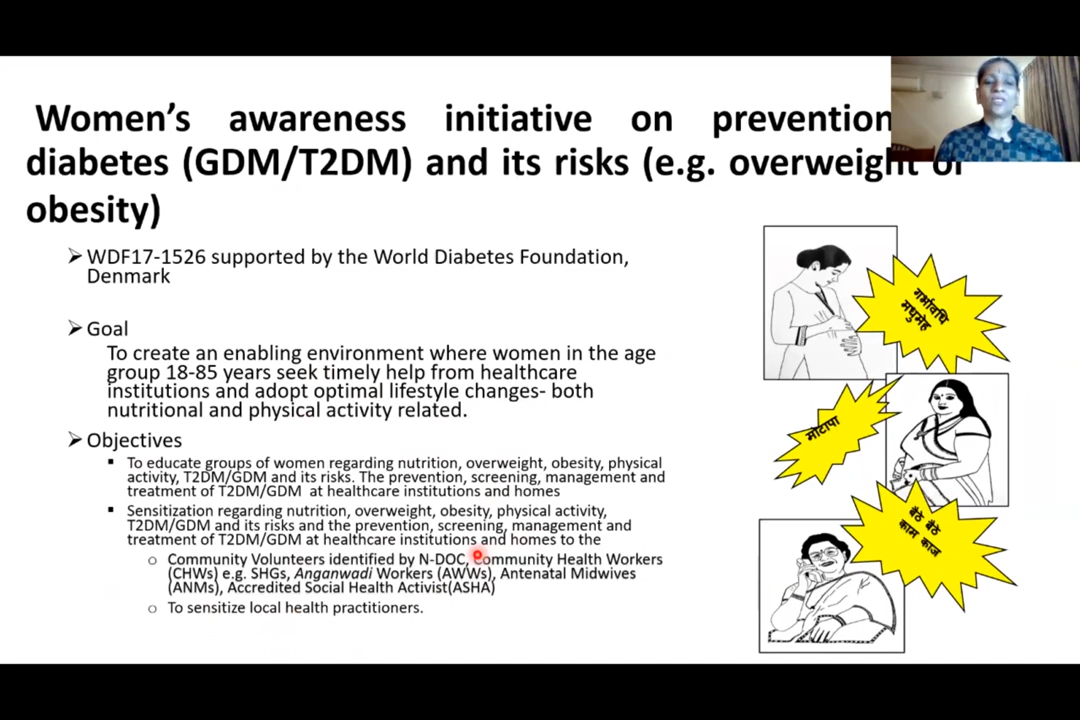 Women's awareness initiative on prevention
diabetes (GDM/T2DM) and its risks (e.g. overweight or
obesity)
➢ WDF17-1526 supported by the World Diabetes Foundation,
Denmark
➢ Goal
To create an enabling environment where women in the age
group 18-85 years seek timely help from healthcare
institutions and adopt optimal lifestyle changes- both
nutritional and physical activity related.
➢ Objectives
▪ To educate groups of women regarding nutrition, overweight, obesity, physical
activity, T2DM/GDM and its risks. The prevention, screening, management and
treatment of T2DM/GDM at healthcare institutions and homes
▪ Sensitization regarding nutrition, overweight, obesity, physical activity,
T2DM/GDM and its risks and the prevention, screening, management and
treatment of T2DM/GDM at healthcare institutions and homes to the
o Community Volunteers identified by N-DOC, Community Health Workers
(CHWs) e.g. SHGs, Anganwadi Workers (AWWs), Antenatal Midwives
(ANMs), Accredited Social Health Activist(ASHA)
o To sensitize local health practitioners.
गर्भावधि
मधुमेह
मोटापा
बैठे बैठे
काम काज